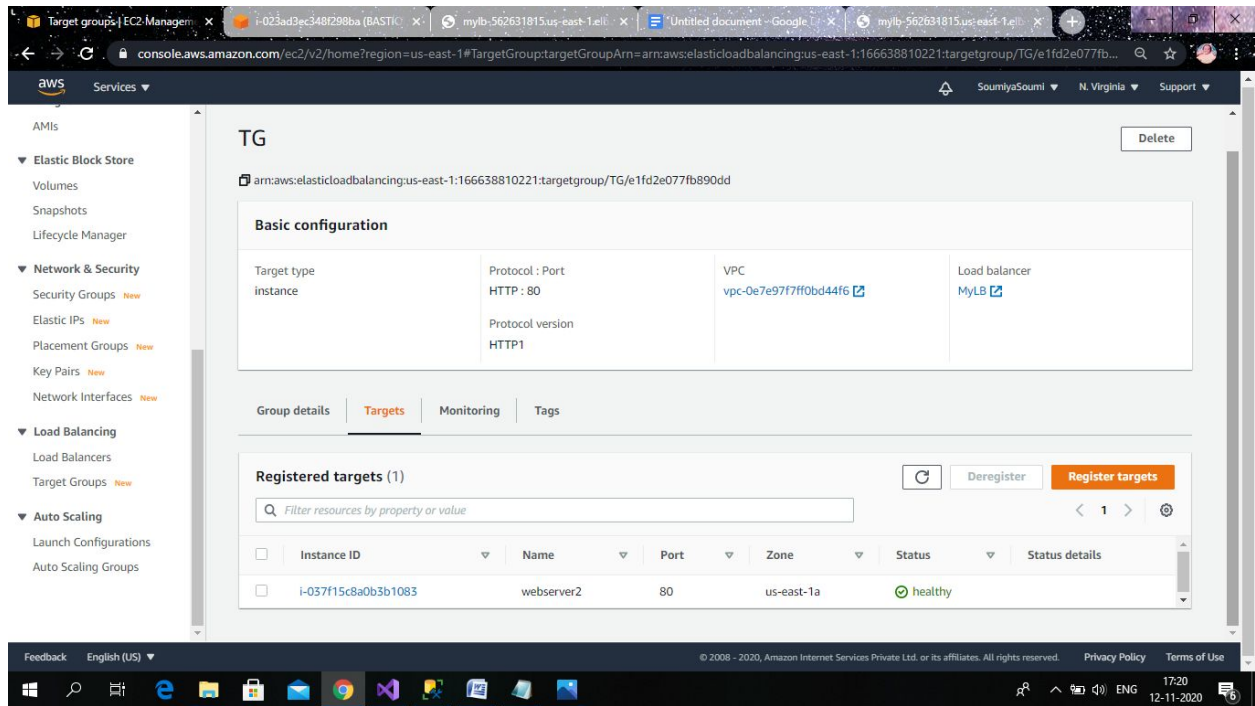 Target groups | EC2 Managem
i-023ad3ec348f298ba (BASTIO
mylb-562631815.us-east-1.elb
Untitled document - Google
mylb-562631815.us-east-1.elb
console.aws.amazon.com/ec2/v2/home?region=us-east-1#TargetGroup:targetGroupArn=arn:aws:elasticloadbalancing:us-east-1:166638810221:targetgroup/TG/e1fd2e077fb...
aws Services SoumiyaSoumi N. Virginia Support
AMIs
Elastic Block Store
Volumes
Snapshots
Lifecycle Manager
Network & Security
Security Groups New
Elastic IPs New
Placement Groups New
Key Pairs New
Network Interfaces New
Load Balancing
Load Balancers
Target Groups New
Auto Scaling
Launch Configurations
Auto Scaling Groups
TG
Delete
arn:aws:elasticloadbalancing:us-east-1:166638810221:targetgroup/TG/e1fd2e077fb890dd
Basic configuration
Target type
instance
Protocol : Port
HTTP : 80
Protocol version
HTTP1
VPC
vpc-0e7e97f7ff0bd44f6
Load balancer
MyLB
Group details Targets Monitoring Tags
Registered targets (1)
Deregister Register targets
Filter resources by property or value
1
Instance ID Name Port Zone Status Status details
i-037f15c8a0b3b1083 webserver2 80 us-east-1a healthy
Feedback English (US) © 2008 - 2020, Amazon Internet Services Private Ltd. or its affiliates. All rights reserved. Privacy Policy Terms of Use
ENG
17:20
12-11-2020
6